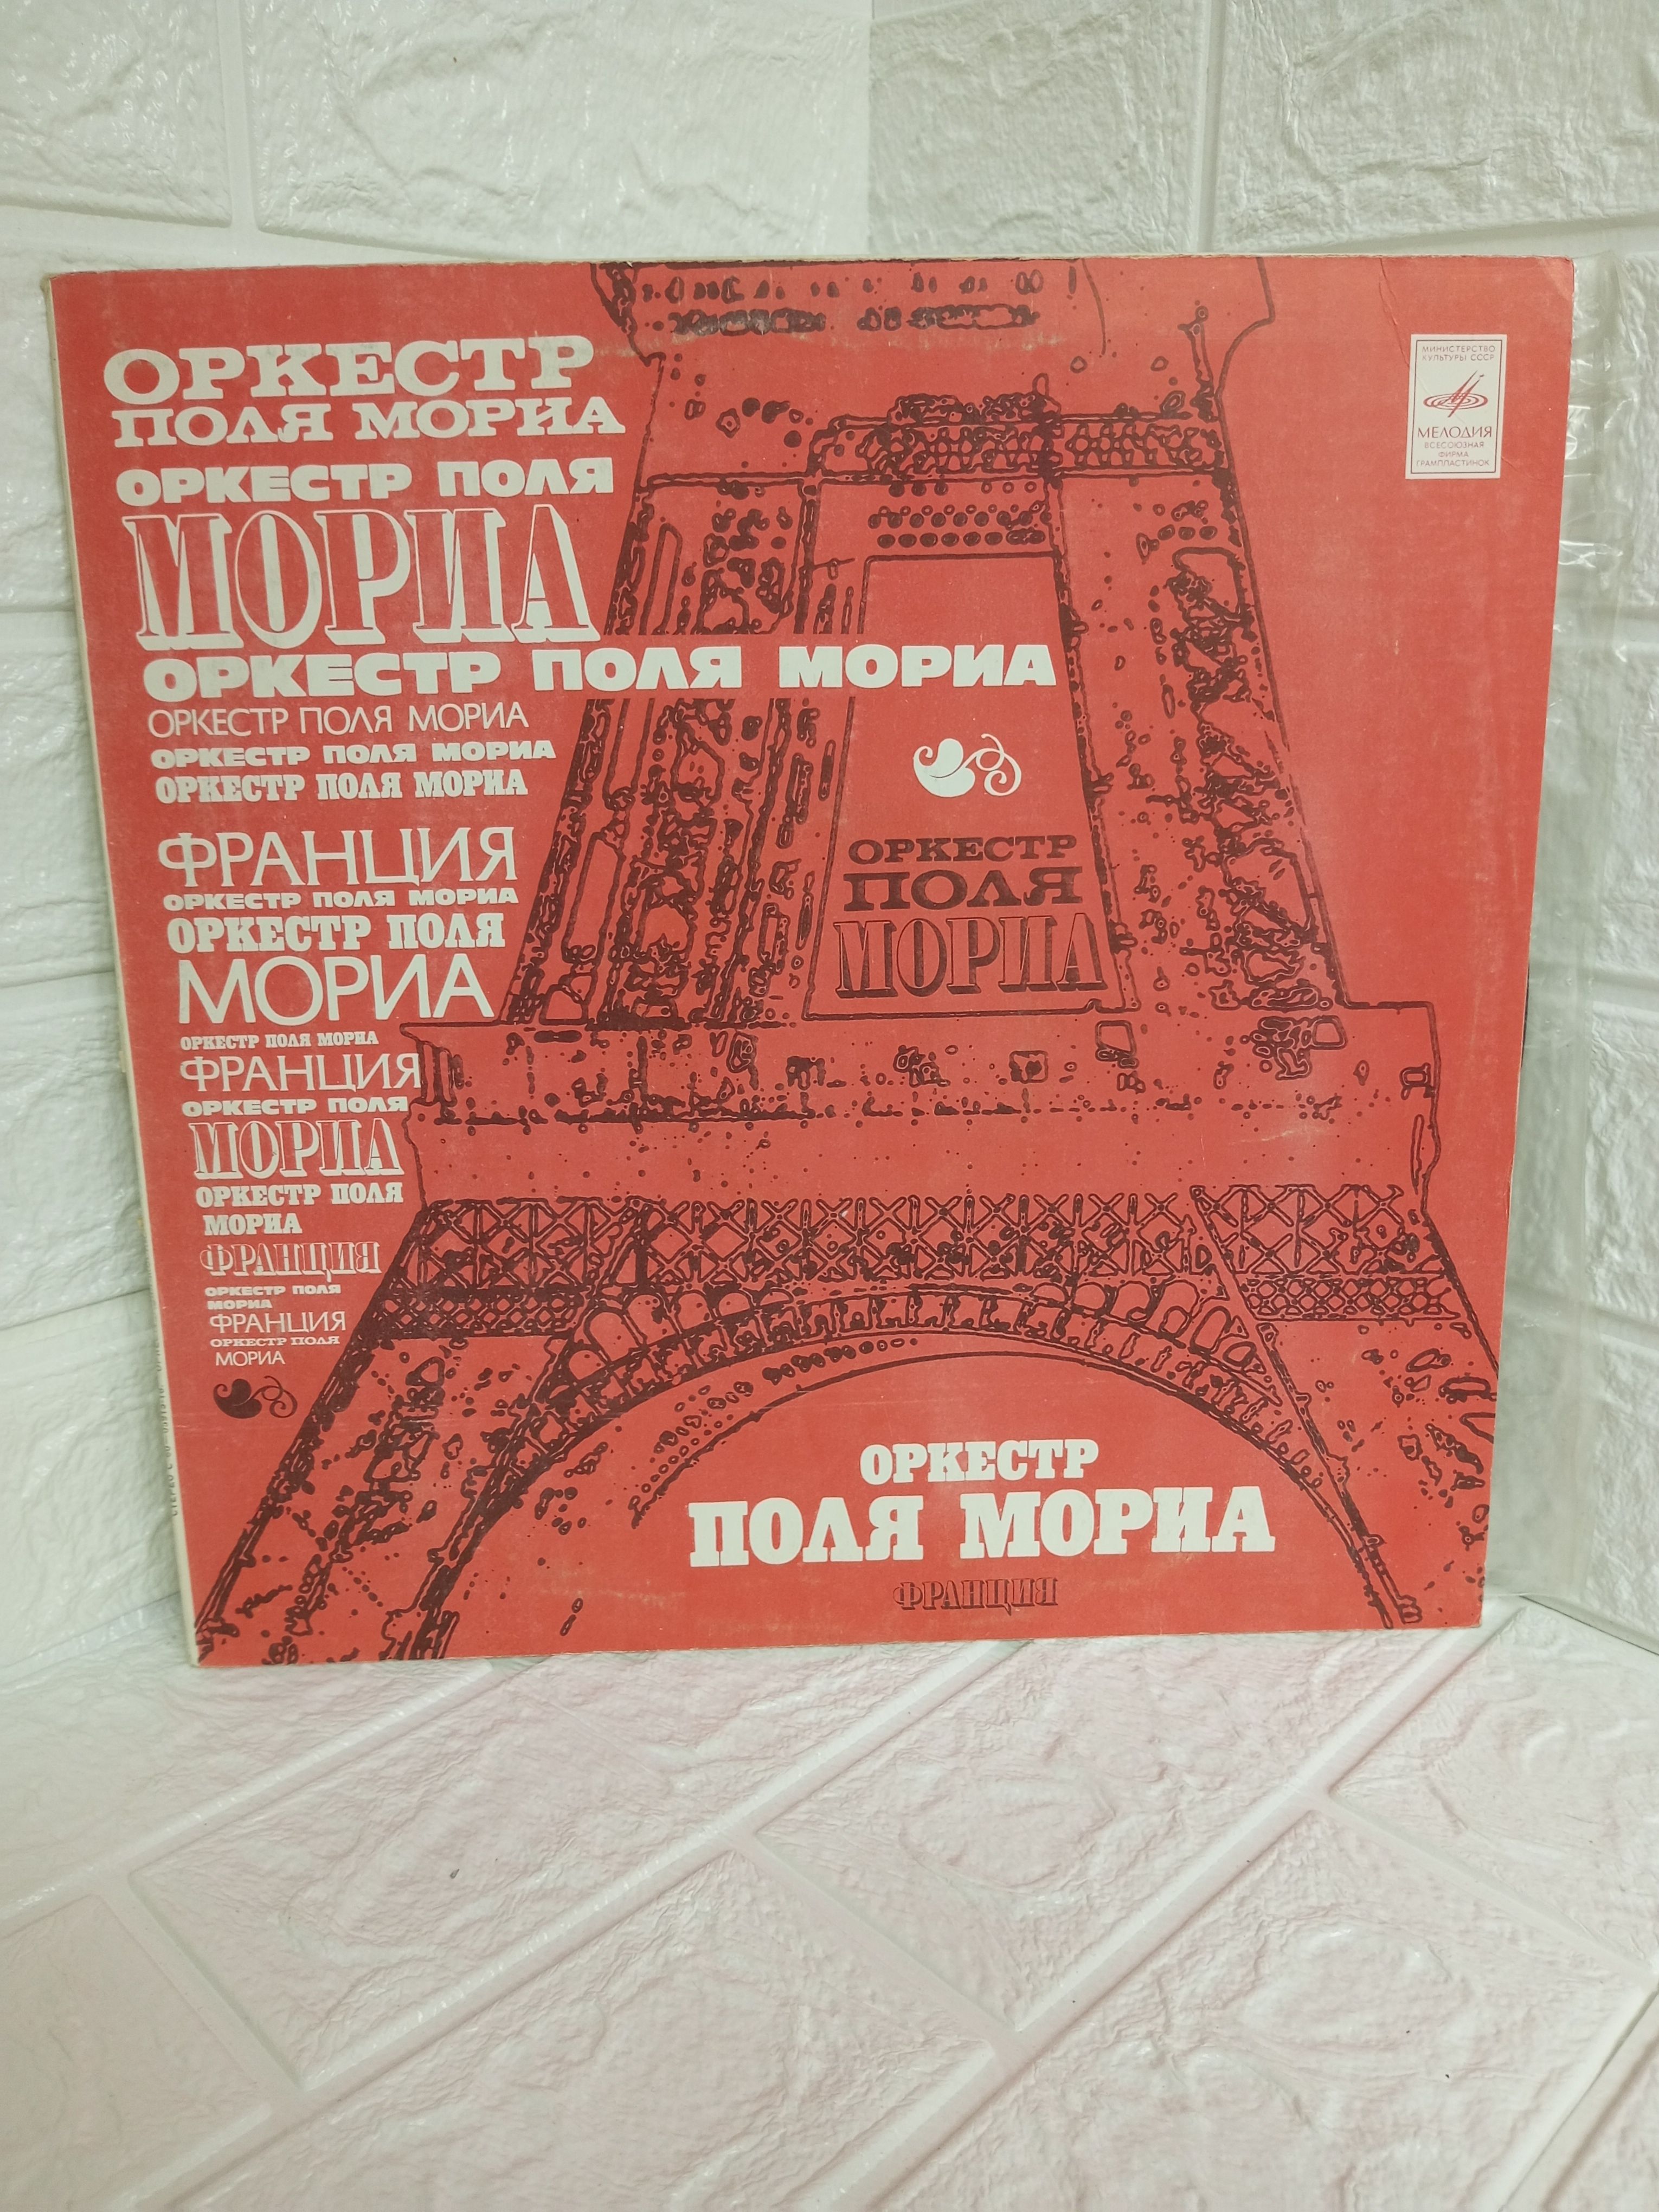 ОРКЕСТР
ПОЛЯ МОРИА
ОРКЕСТР ПОЛЯ
МОРИА
ОРКЕСТР ПОЛЯ МОРИА
ОРКЕСТР ПОЛЯ МОРИА
ОРКЕСТР ПОЛЯ МОРИА
ОРКЕСТР ПОЛЯ МОРИА
ФРАНЦИЯ
ОРКЕСТР ПОЛЯ МОРИА
ОРКЕСТР ПОЛЯ
МОРИА
ОРКЕСТР ПОЛЯ МОРИА
ФРАНЦИЯ
ОРКЕСТР ПОЛЯ
МОРИА
ОРКЕСТР ПОЛЯ
МОРИА
ФРАНЦИЯ
ОРКЕСТР ПОЛЯ
МОРИА
ФРАНЦИЯ
ОРКЕСТР ПОЛЯ
МОРИА
МИНИСТЕРСТВО
КУЛЬТУРЫ СССР
МЕЛОДИЯ
ВСЕСОЮЗНАЯ
ФИРМА
ГРАМПЛАСТИНОК
ОРКЕСТР
ПОЛЯ
МОРИА
ОРКЕСТР
ПОЛЯ МОРИА
ФРАНЦИЯ